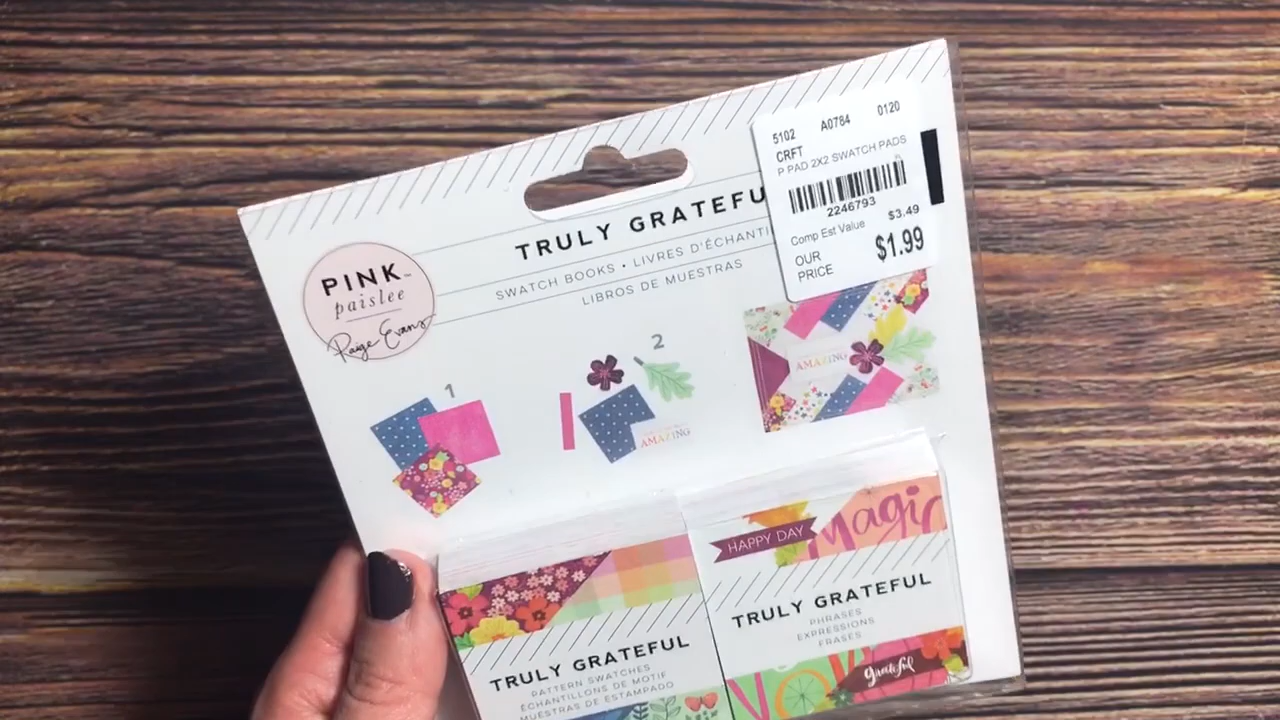 5102 A0784 0120
CRFT
P PAD 2X2 SWATCH PADS
2246793
Comp Est Value $3.49
OUR PRICE $1.99
PINK
paislee
Paige Evans
TRULY GRATEFU
SWATCH BOOKS • LIVRES D'ÉCHANTI
LIBROS DE MUESTRAS
1
2
AMAZING
AMAZING
HAPPY DAY
Magic
TRULY GRATEFUL
PHRASES
EXPRESSIONS
FRASES
grateful
TRULY GRATEFUL
PATTERN SWATCHES
ÉCHANTILLONS DE MOTIF
MUESTRAS DE ESTAMPADO